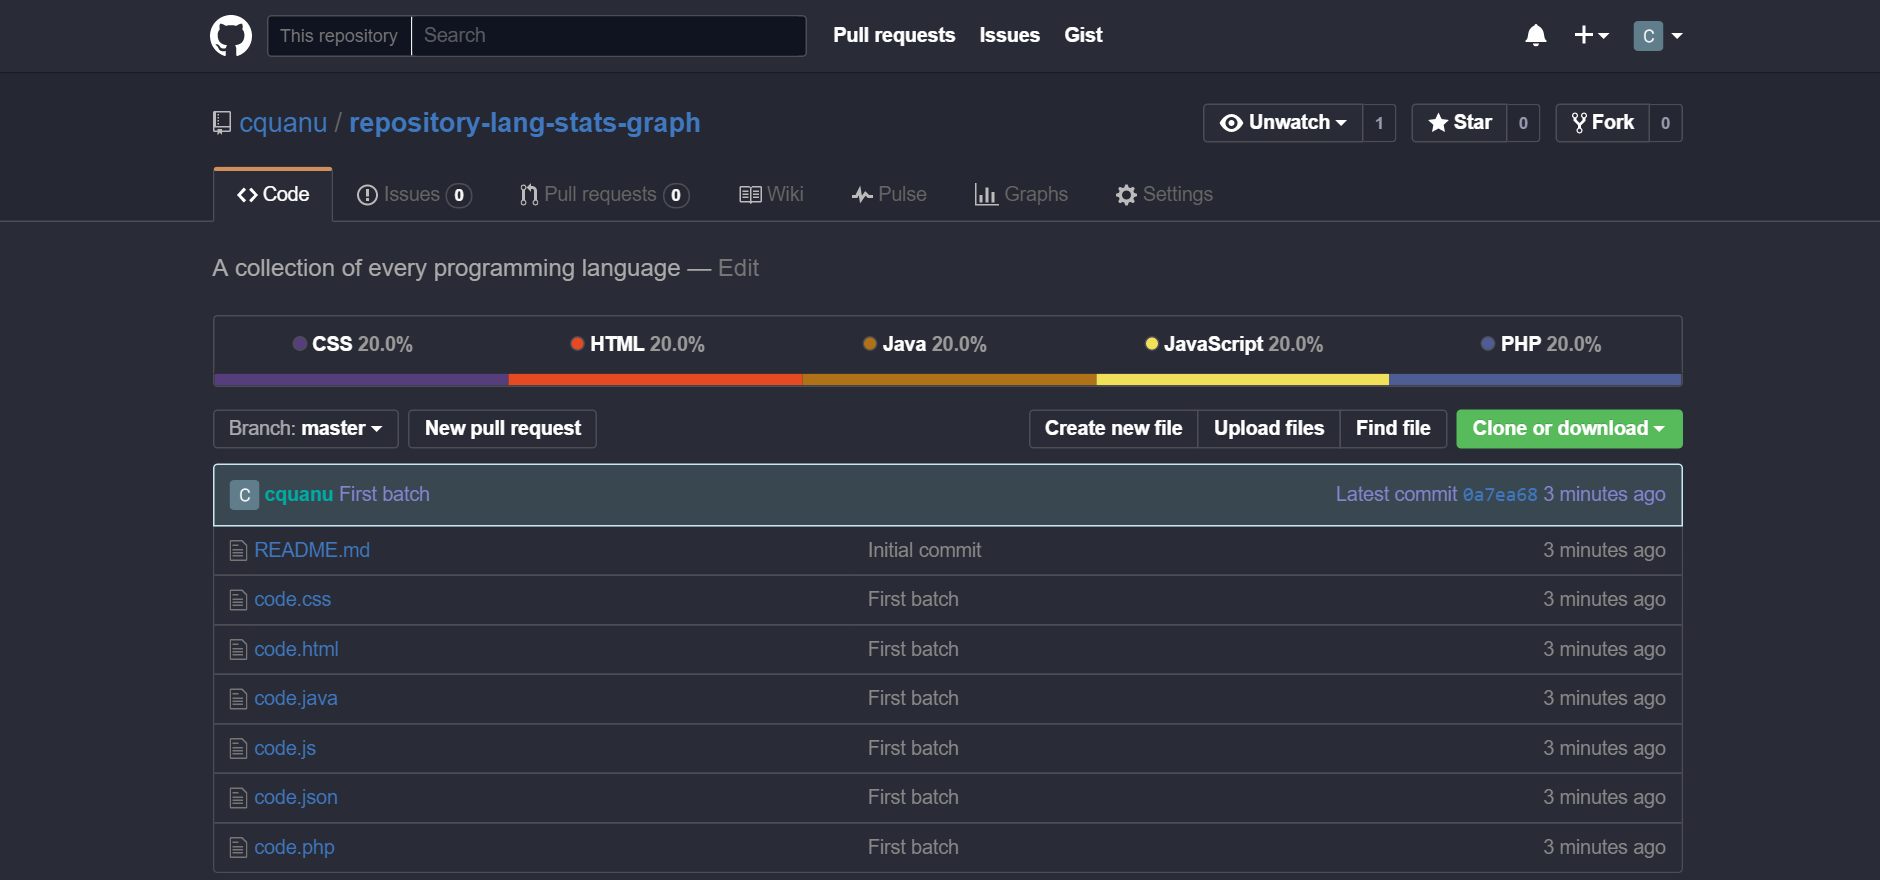 This repository Search Pull requests Issues Gist C
cquanu / repository-lang-stats-graph Unwatch 1 Star 0 Fork 0
Code Issues 0 Pull requests 0 Wiki Pulse Graphs Settings
A collection of every programming language — Edit
CSS 20.0% HTML 20.0% Java 20.0% JavaScript 20.0% PHP 20.0%
Branch: master New pull request Create new file Upload files Find file Clone or download
C cquanu First batch Latest commit 0a7ea68 3 minutes ago
README.md Initial commit 3 minutes ago
code.css First batch 3 minutes ago
code.html First batch 3 minutes ago
code.java First batch 3 minutes ago
code.js First batch 3 minutes ago
code.json First batch 3 minutes ago
code.php First batch 3 minutes ago